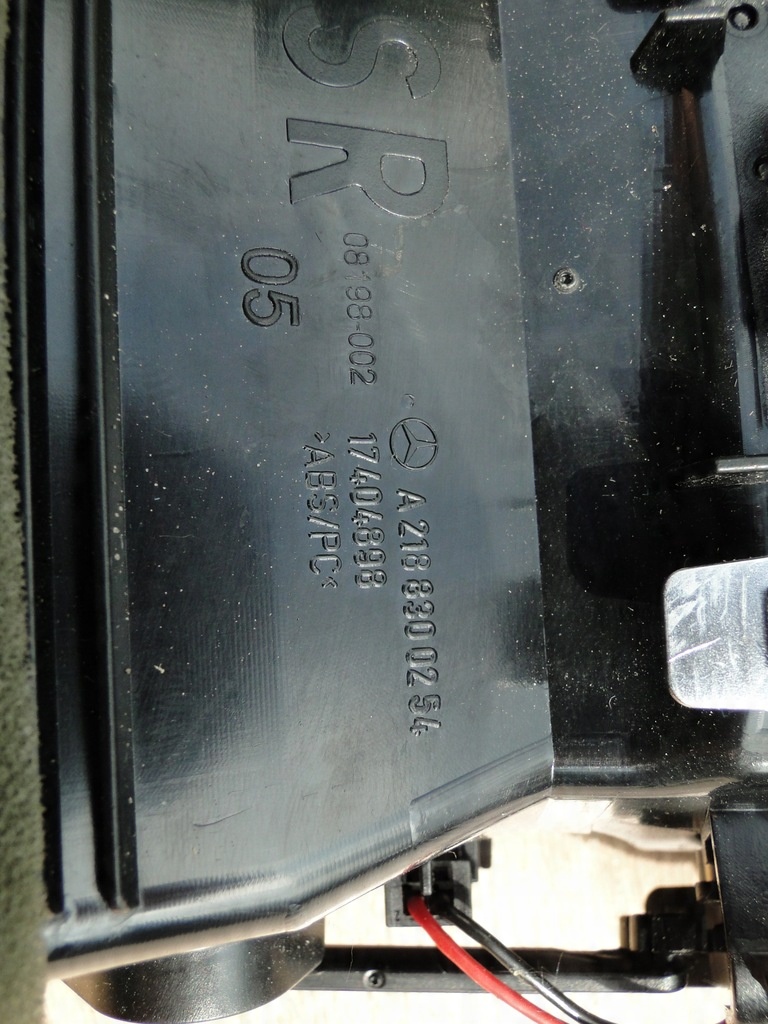 SR
08198-002
05
A 218 830 02 54
17404898
>ABS/PC<